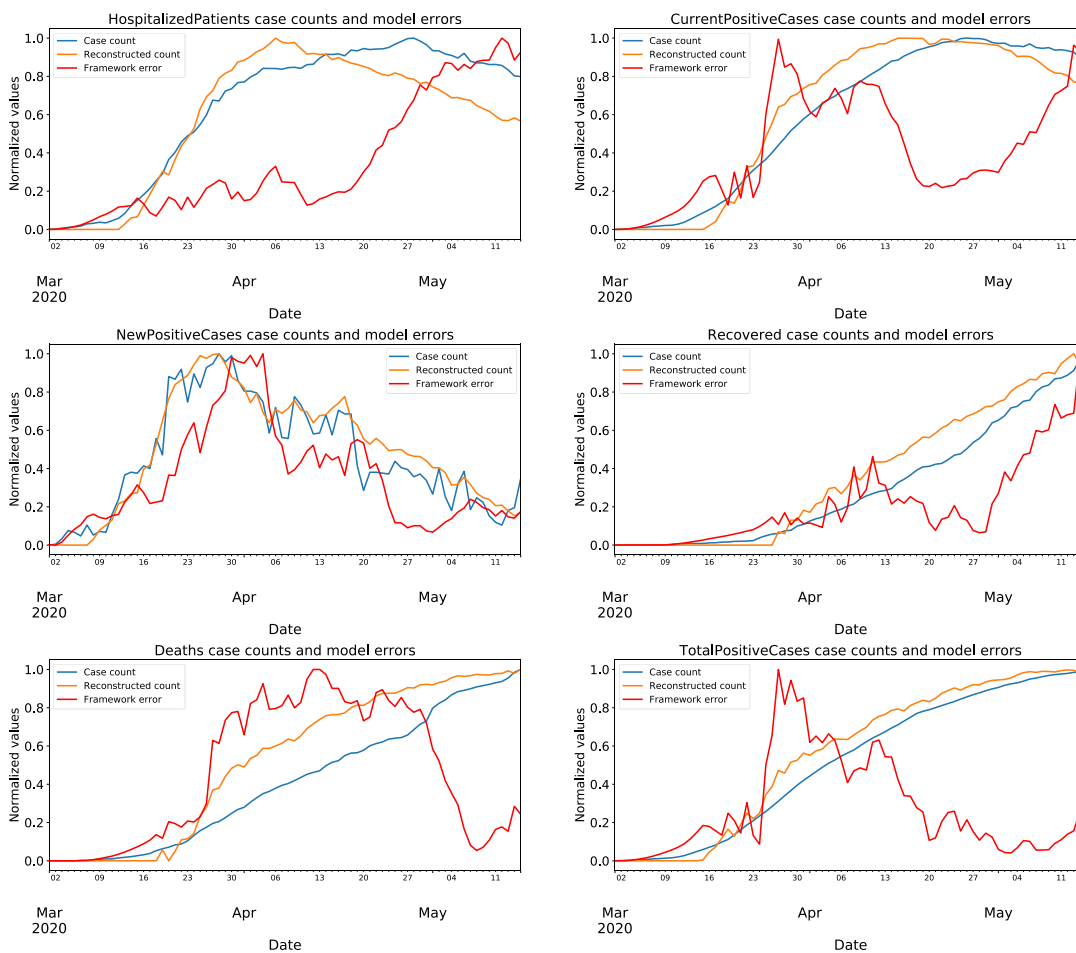 HospitalizedPatients case counts and model errors
Normalized values
1.0
0.8
0.6
0.4
0.2
0.0
Case count
Reconstructed count
Framework error
02 09 16 23 30 06 13 20 27 04 11
Mar Apr May
2020
Date
CurrentPositiveCases case counts and model errors
Normalized values
1.0
0.8
0.6
0.4
0.2
0.0
Case count
Reconstructed count
Framework error
02 09 16 23 30 06 13 20 27 04 11
Mar Apr May
2020
Date
NewPositiveCases case counts and model errors
Normalized values
1.0
0.8
0.6
0.4
0.2
0.0
Case count
Reconstructed count
Framework error
02 09 16 23 30 06 13 20 27 04 11
Mar Apr May
2020
Date
Recovered case counts and model errors
Normalized values
1.0
0.8
0.6
0.4
0.2
0.0
Case count
Reconstructed count
Framework error
02 09 16 23 30 06 13 20 27 04 11
Mar Apr May
2020
Date
Deaths case counts and model errors
Normalized values
1.0
0.8
0.6
0.4
0.2
0.0
Case count
Reconstructed count
Framework error
02 09 16 23 30 06 13 20 27 04 11
Mar Apr May
2020
Date
TotalPositiveCases case counts and model errors
Normalized values
1.0
0.8
0.6
0.4
0.2
0.0
Case count
Reconstructed count
Framework error
02 09 16 23 30 06 13 20 27 04 11
Mar Apr May
2020
Date